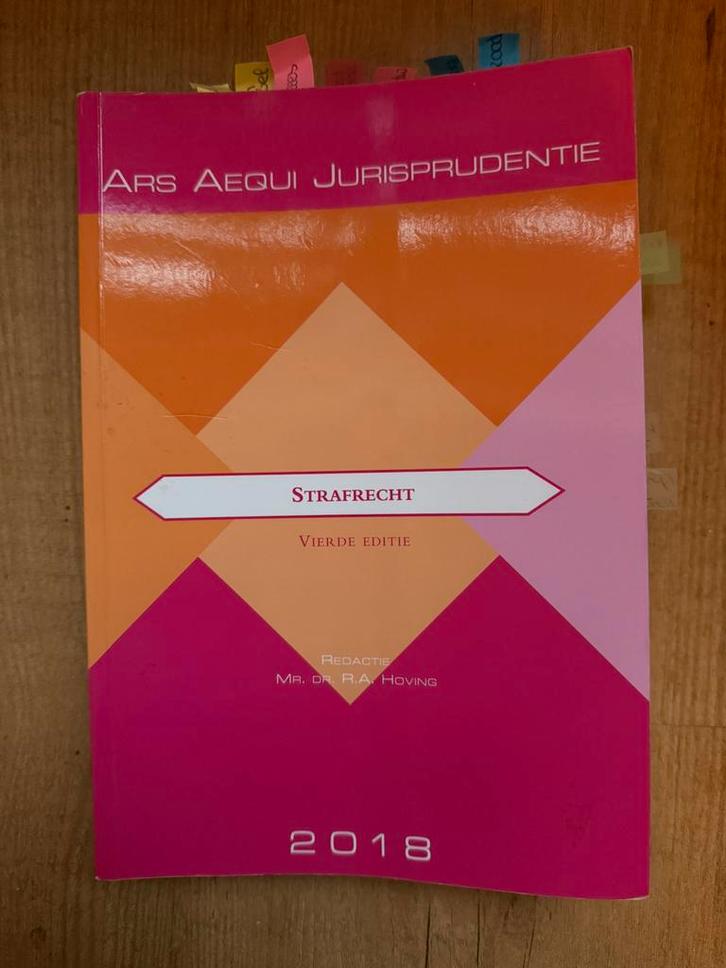 ARS AEQUI JURISPRUDENTIE
STRAFRECHT
VIERDE EDITIE
REDACTIE
MR. DR. R.A. HOVING
2018